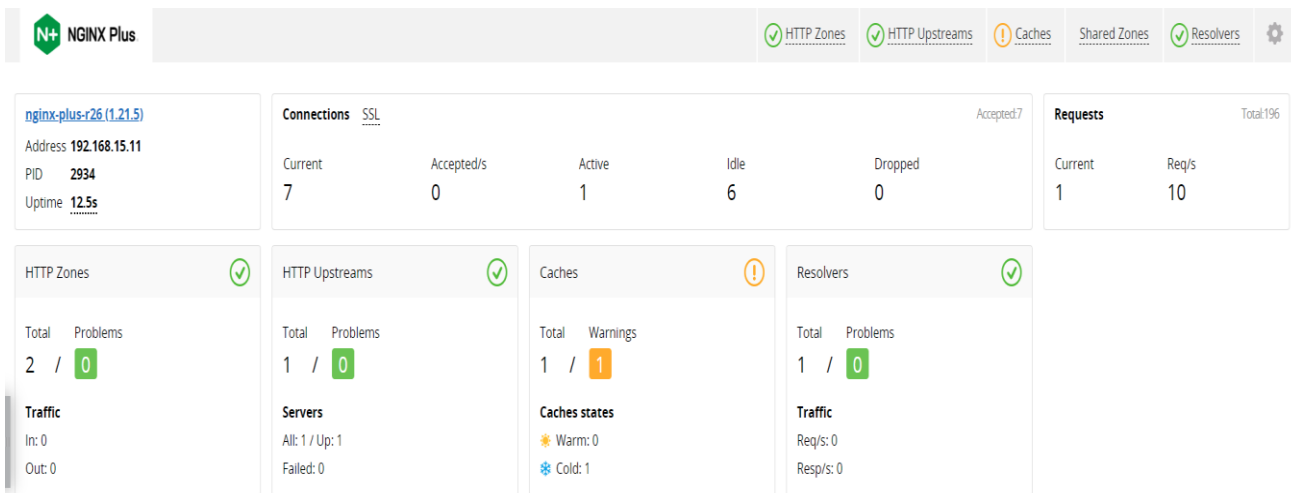 N+ NGINX Plus HTTP Zones HTTP Upstreams Caches Shared Zones Resolvers
nginx-plus-r26 (1.21.5)
Address 192.168.15.11
PID 2934
Uptime 12.5s
Connections SSL Accepted:7
Current Accepted/s Active Idle Dropped
7 0 1 6 0
Requests Total:196
Current Req/s
1 10
HTTP Zones
Total Problems
2 / 0
Traffic
In: 0
Out: 0
HTTP Upstreams
Total Problems
1 / 0
Servers
All: 1 / Up: 1
Failed: 0
Caches
Total Warnings
1 / 1
Caches states
Warm: 0
Cold: 1
Resolvers
Total Problems
1 / 0
Traffic
Req/s: 0
Resp/s: 0